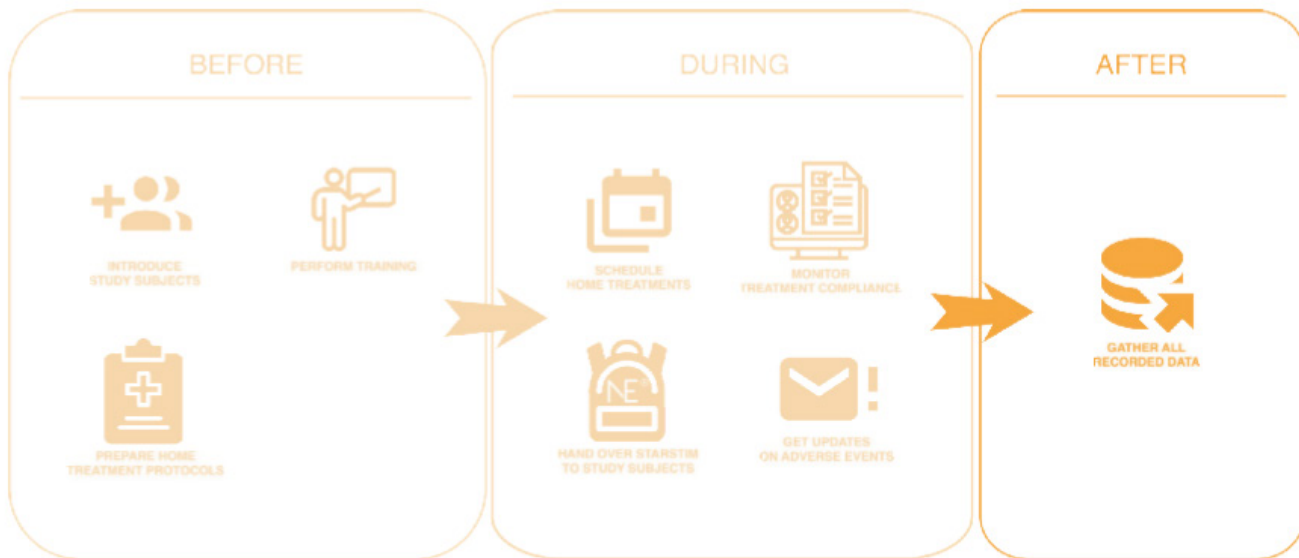 BEFORE
INTRODUCE
STUDY SUBJECTS
PERFORM TRAINING
PREPARE HOME
TREATMENT PROTOCOLS
DURING
SCHEDULE
HOME TREATMENTS
MONITOR
TREATMENT COMPLIANCE
NE®
HAND OVER STARSTIM
TO STUDY SUBJECTS
GET UPDATES
ON ADVERSE EVENTS
AFTER
GATHER ALL
RECORDED DATA